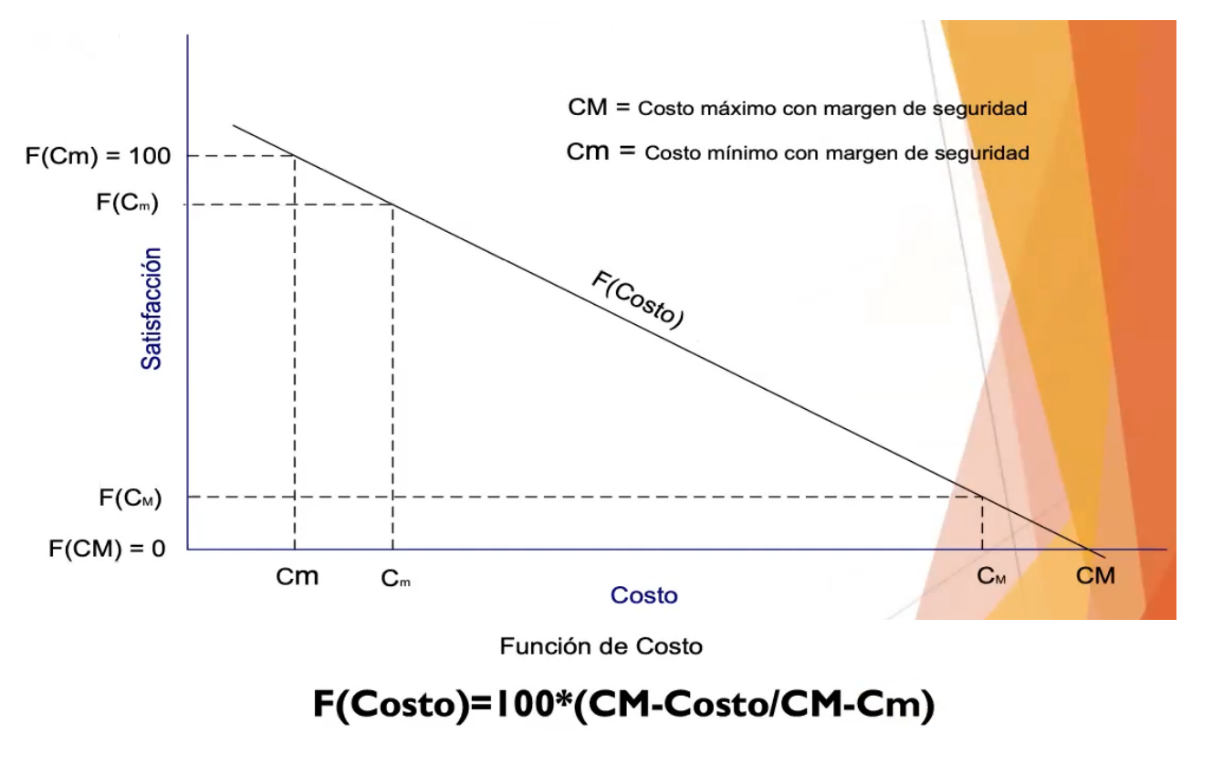 CM = Costo máximo con margen de seguridad
Cm = Costo mínimo con margen de seguridad
F(Cm) = 100
F(Cm)
Satisfacción
F(Costo)
F(CM)
F(CM) = 0
Cm
Cm
CM
CM
Costo
Función de Costo
F(Costo)=100*(CM-Costo/CM-Cm)